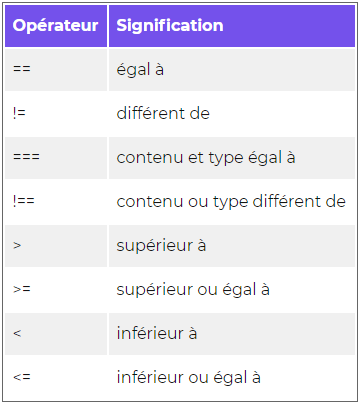 Opérateur Signification
== égal à
!= différent de
=== contenu et type égal à
!== contenu ou type différent de
> supérieur à
>= supérieur ou égal à
< inférieur à
<= inférieur ou égal à